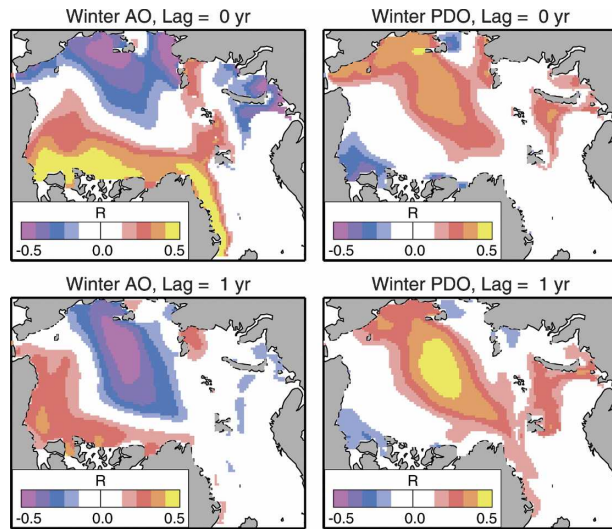 Winter AO, Lag = 0 yr
R
-0.5 0.0 0.5
Winter PDO, Lag = 0 yr
R
-0.5 0.0 0.5
Winter AO, Lag = 1 yr
R
-0.5 0.0 0.5
Winter PDO, Lag = 1 yr
R
-0.5 0.0 0.5